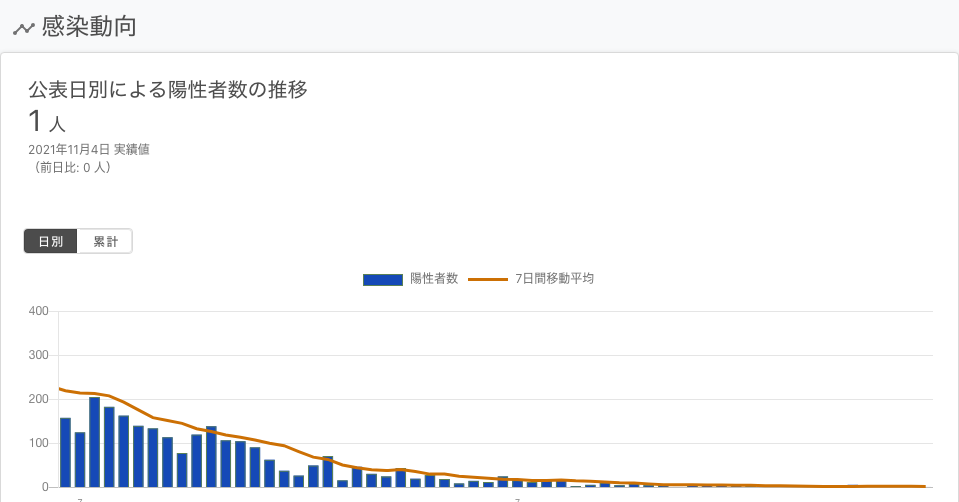 感染動向
公表日別による陽性者数の推移
1 人
2021年11月4日 実績値
（前日比: 0 人）
日別 累計
陽性者数 7日間移動平均
400
300
200
100
0